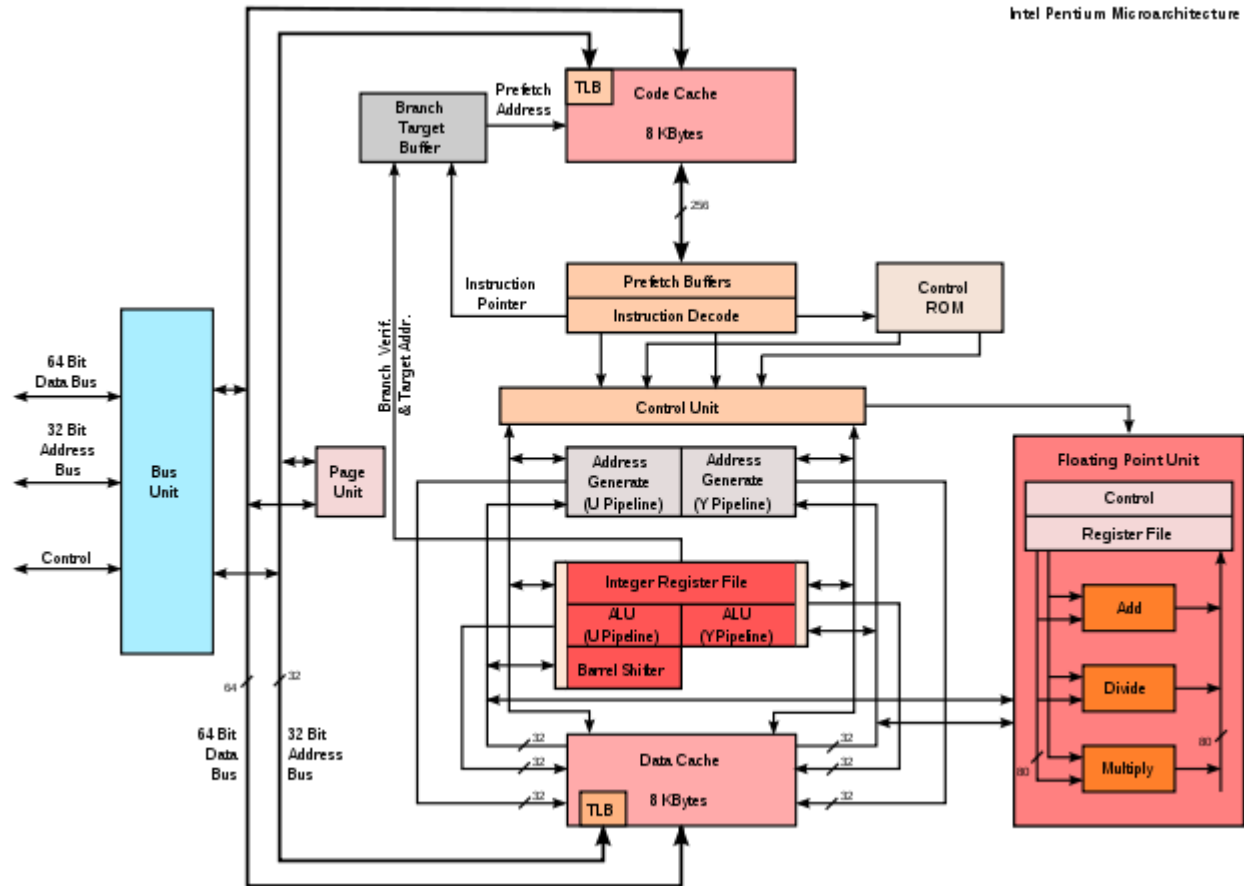 Intel Pentium Microarchitecture
TLB
Code Cache
8 KBytes
Prefetch
Address
Branch
Target
Buffer
256
Instruction
Pointer
Prefetch Buffers
Instruction Decode
Control
ROM
Branch Verif.
& Target Addr.
64 Bit
Data Bus
32 Bit
Address
Bus
Control
Bus
Unit
Page
Unit
Control Unit
Address
Generate
(U Pipeline)
Address
Generate
(Y Pipeline)
Floating Point Unit
Control
Register File
Add
Divide
Multiply
80
80
Integer Register File
ALU
(U Pipeline)
ALU
(Y Pipeline)
Barrel Shifter
64
32
64 Bit
Data
Bus
32 Bit
Address
Bus
32
32
32
32
32
32
Data Cache
8 KBytes
TLB